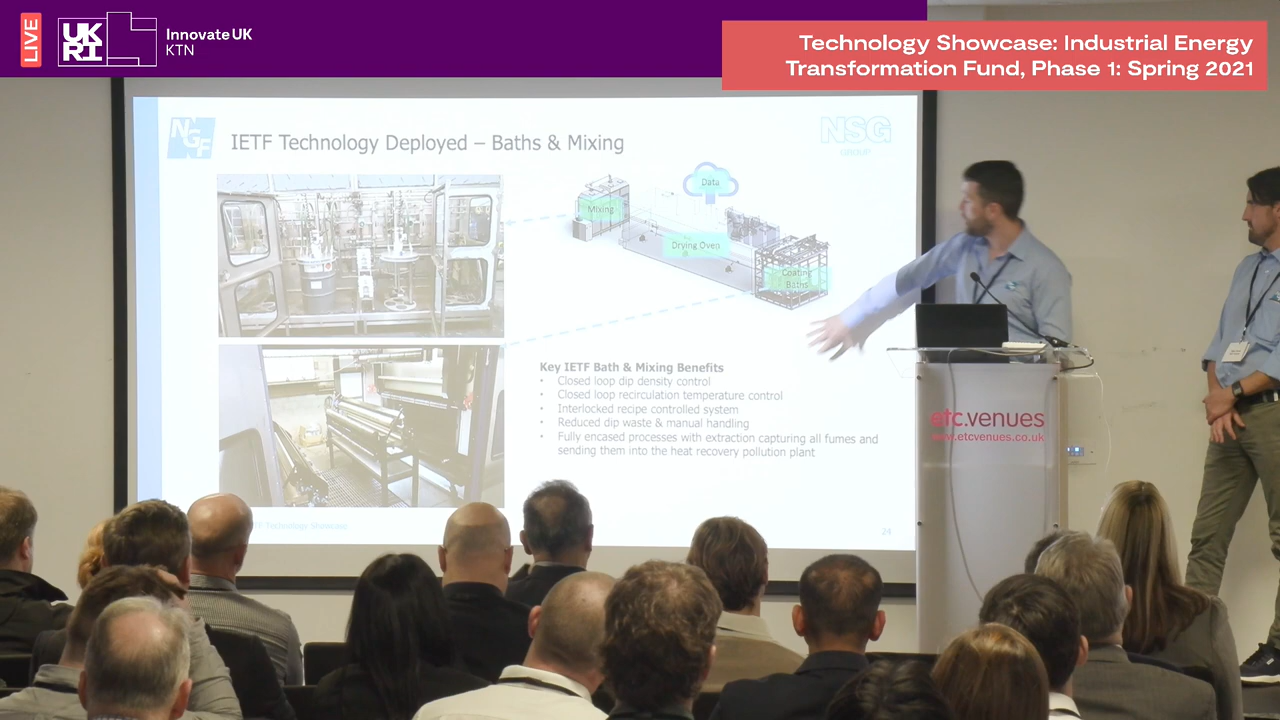 LIVE
UK
RI
Innovate UK
KTN
Technology Showcase: Industrial Energy
Transformation Fund, Phase 1: Spring 2021
NGF
IETF Technology Deployed – Baths & Mixing
NSG
GROUP
Data
Mixing
Drying Oven
Coating
Baths
Key IETF Bath & Mixing Benefits
• Closed loop dip density control
• Closed loop recirculation temperature control
• Interlocked recipe controlled system
• Reduced dip waste & manual handling
• Fully encased processes with extraction capturing all fumes and
sending them into the heat recovery pollution plant
Technology Showcase
24
etc.venues
www.etcvenues.co.uk